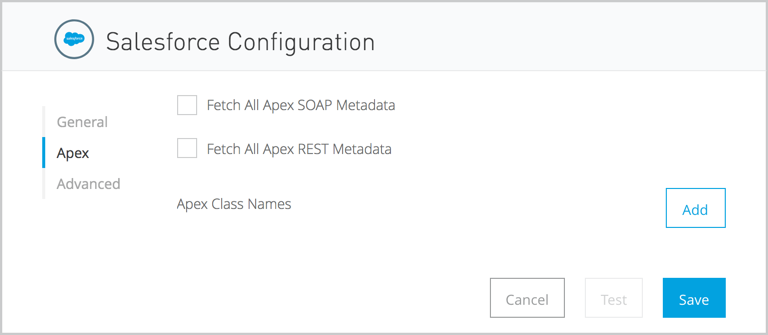 Salesforce Configuration
General
Apex
Advanced
Fetch All Apex SOAP Metadata
Fetch All Apex REST Metadata
Apex Class Names
Add
Cancel
Test
Save